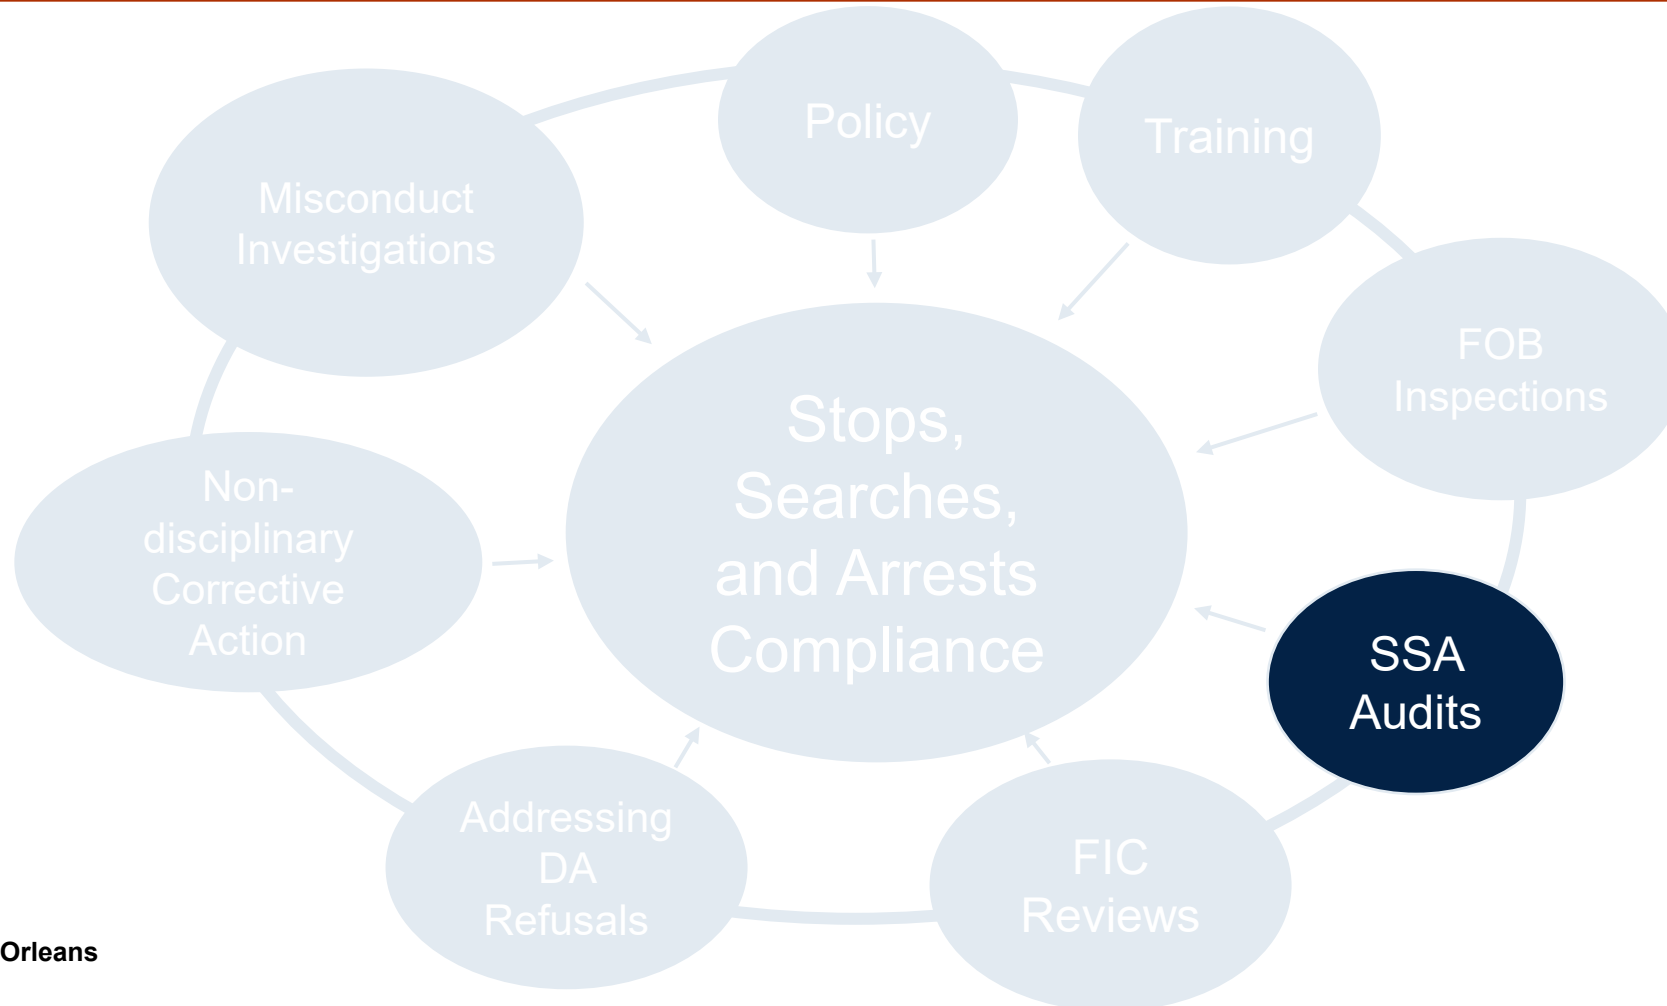 Policy
Training
Misconduct
Investigations
FOB
Inspections
Stops,
Searches,
and Arrests
Compliance
Non-
disciplinary
Corrective
Action
SSA
Audits
Addressing
DA
Refusals
FIC
Reviews
Orleans